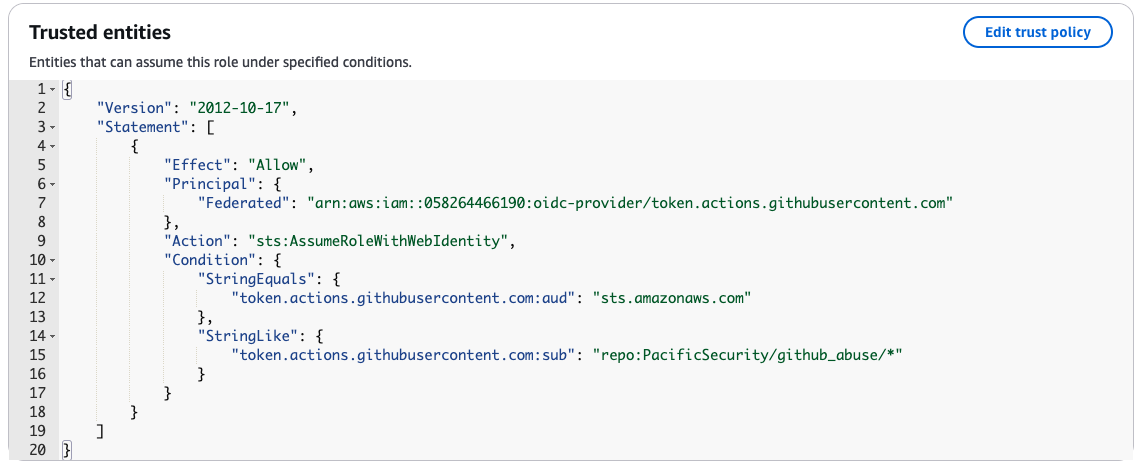 Trusted entities
Edit trust policy
Entities that can assume this role under specified conditions.
1 {
2 "Version": "2012-10-17",
3 "Statement": [
4 {
5 "Effect": "Allow",
6 "Principal": {
7 "Federated": "arn:aws:iam::058264466190:oidc-provider/token.actions.githubusercontent.com"
8 },
9 "Action": "sts:AssumeRoleWithWebIdentity",
10 "Condition": {
11 "StringEquals": {
12 "token.actions.githubusercontent.com:aud": "sts.amazonaws.com"
13 },
14 "StringLike": {
15 "token.actions.githubusercontent.com:sub": "repo:PacificSecurity/github_abuse/*"
16 }
17 }
18 }
19 ]
20 }